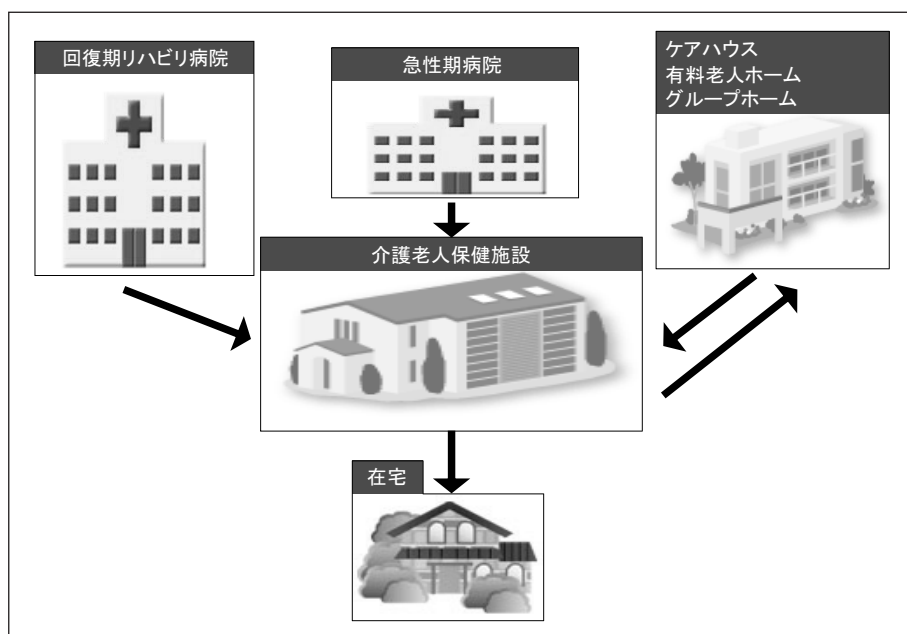 回復期リハビリ病院
急性期病院
ケアハウス
有料老人ホーム
グループホーム
介護老人保健施設
在宅